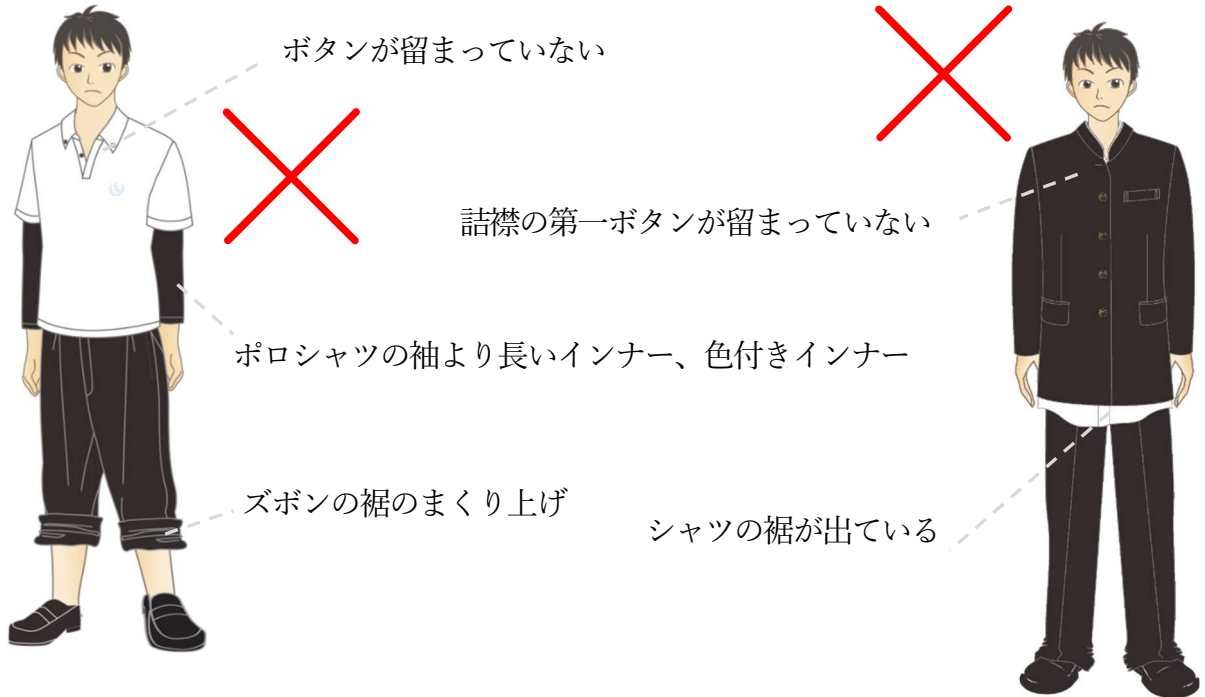 ボタンが留まっていない
詰襟の第一ボタンが留まっていない
ポロシャツの袖より長いインナー、色付きインナー
ズボンの裾のまくり上げ
シャツの裾が出ている